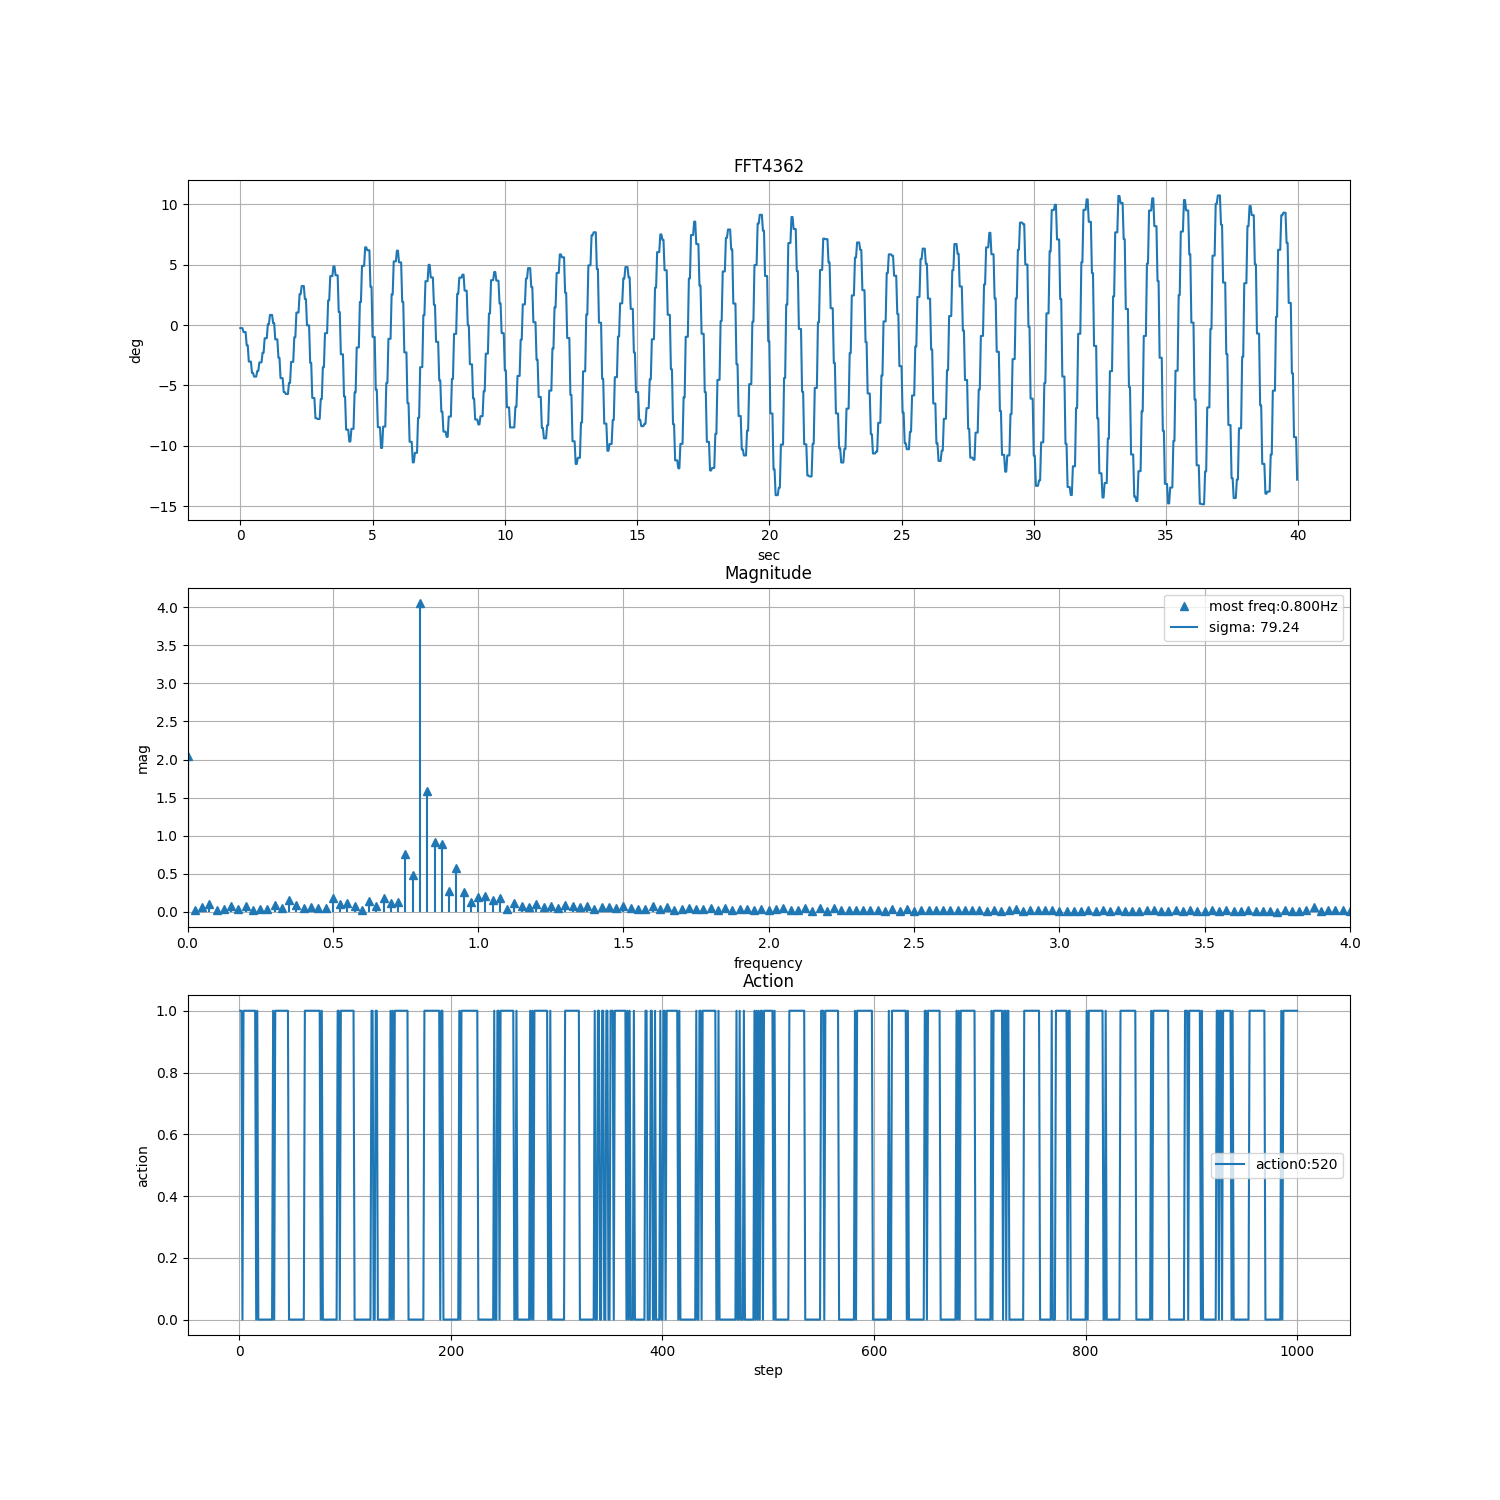 FFT4362
10
5
0
−5
−10
−15
deg
0 5 10 15 20 25 30 35 40
sec
Magnitude
most freq:0.800Hz
sigma: 79.24
4.0
3.5
3.0
2.5
2.0
1.5
1.0
0.5
0.0
mag
0.0 0.5 1.0 1.5 2.0 2.5 3.0 3.5 4.0
frequency
Action
1.0
0.8
0.6
0.4
0.2
0.0
action
action0:520
0 200 400 600 800 1000
step